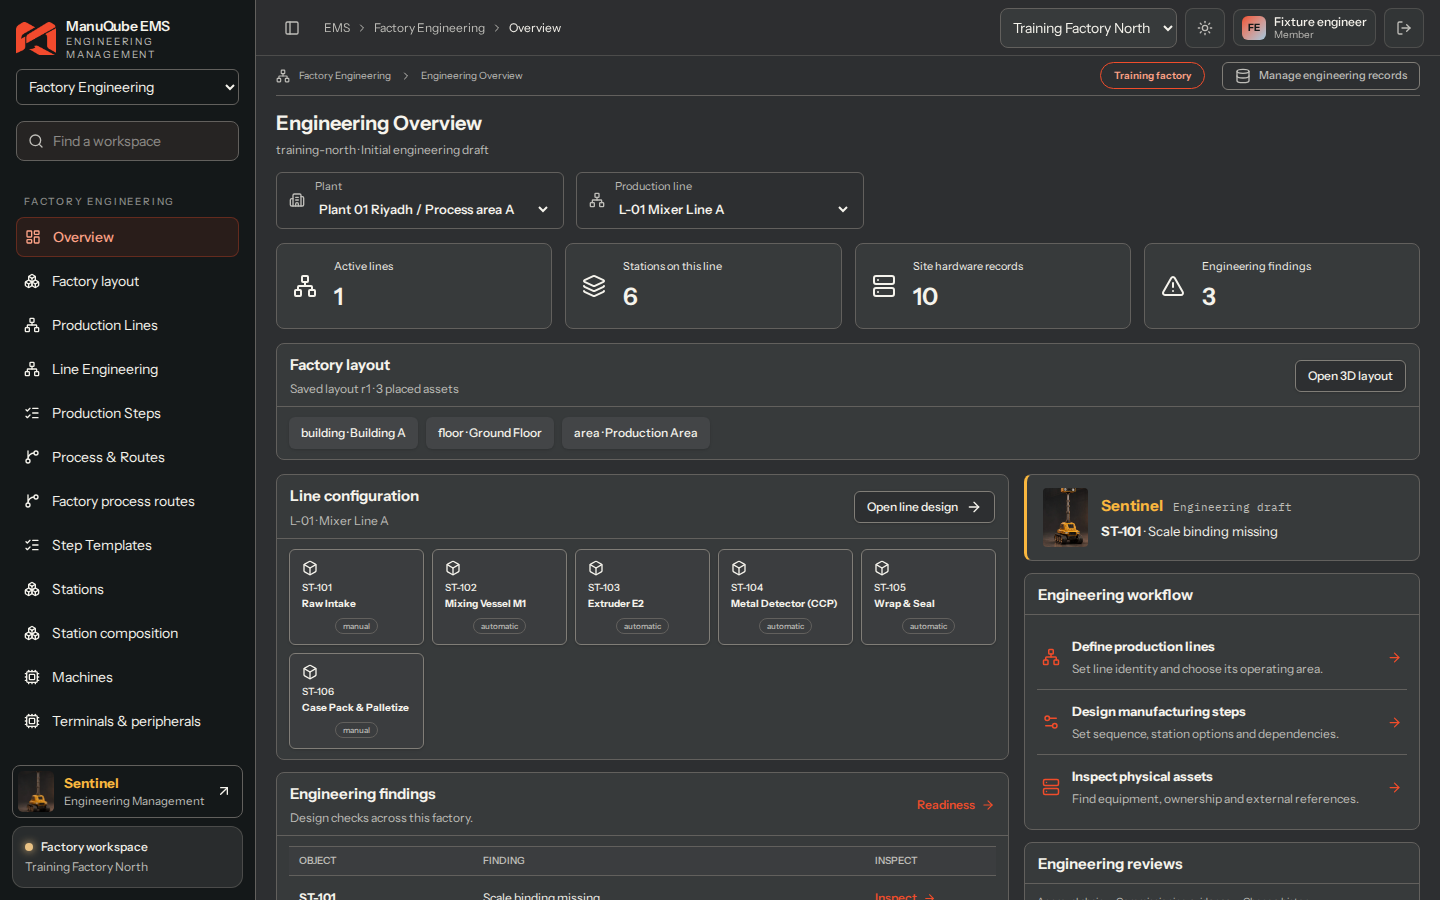 ManuQube EMS
ENGINEERING
MANAGEMENT
Factory Engineering
Find a workspace
FACTORY ENGINEERING
Overview
Factory layout
Production Lines
Line Engineering
Production Steps
Process & Routes
Factory process routes
Step Templates
Stations
Station composition
Machines
Terminals & peripherals
Sentinel
Engineering Management
Factory workspace
Training Factory North
EMS > Factory Engineering > Overview
Training Factory North
FE
Fixture engineer
Member
Factory Engineering > Engineering Overview
Training factory
Manage engineering records
Engineering Overview
training-north · Initial engineering draft
Plant
Plant 01 Riyadh / Process area A
Production line
L-01 Mixer Line A
Active lines
1
Stations on this line
6
Site hardware records
10
Engineering findings
3
Factory layout
Saved layout r1 · 3 placed assets
Open 3D layout
building · Building A
floor · Ground Floor
area · Production Area
Line configuration
L-01 · Mixer Line A
Open line design
ST-101
Raw Intake
manual
ST-102
Mixing Vessel M1
automatic
ST-103
Extruder E2
automatic
ST-104
Metal Detector (CCP)
automatic
ST-105
Wrap & Seal
automatic
ST-106
Case Pack & Palletize
manual
Sentinel Engineering draft
ST-101 · Scale binding missing
Engineering workflow
Define production lines
Set line identity and choose its operating area.
Design manufacturing steps
Set sequence, station options and dependencies.
Inspect physical assets
Find equipment, ownership and external references.
Engineering findings
Design checks across this factory.
Readiness
OBJECT FINDING INSPECT
ST-101 Scale binding missing Inspect
Engineering reviews